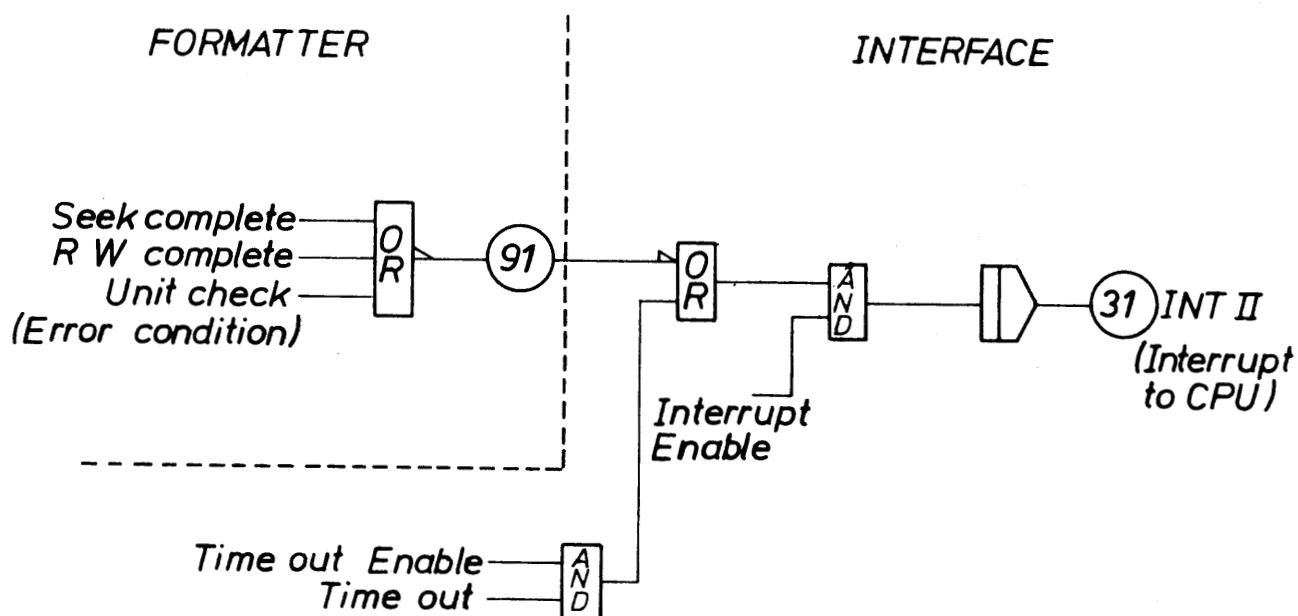 FORMATTER
INTERFACE
Seek complete
R W complete
Unit check
(Error condition)
OR
91
OR
AND
31
INT II
(Interrupt
to CPU)
Interrupt
Enable
Time out Enable
Time out
AND